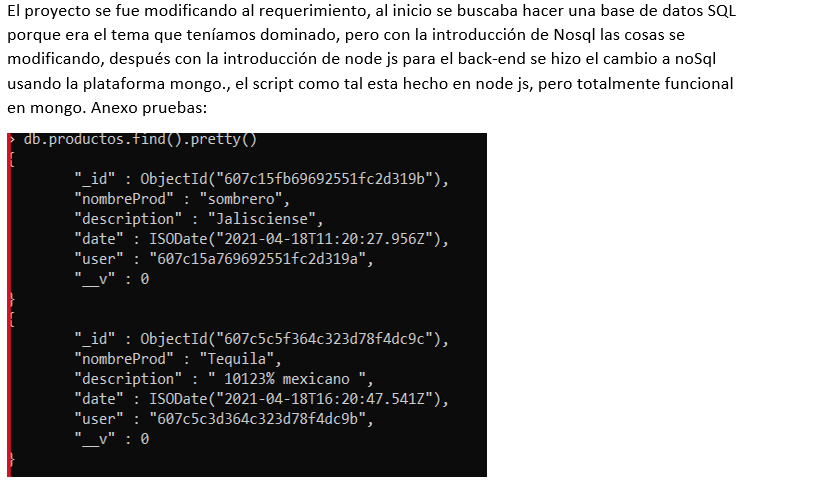 El proyecto se fue modificando al requerimiento, al inicio se buscaba hacer una base de datos SQL
porque era el tema que teníamos dominado, pero con la introducción de Nosql las cosas se
modificando, después con la introducción de node js para el back-end se hizo el cambio a noSql
usando la plataforma mongo., el script como tal esta hecho en node js, pero totalmente funcional
en mongo. Anexo pruebas:
> db.productos.find().pretty()
{
"_id" : ObjectId("607c15fb69692551fc2d319b"),
"nombreProd" : "sombrero",
"description" : "Jalisciense",
"date" : ISODate("2021-04-18T11:20:27.956Z"),
"user" : "607c15a769692551fc2d319a",
"__v" : 0
}
{
"_id" : ObjectId("607c5c5f364c323d78f4dc9c"),
"nombreProd" : "Tequila",
"description" : " 10123% mexicano ",
"date" : ISODate("2021-04-18T16:20:47.541Z"),
"user" : "607c5c3d364c323d78f4dc9b",
"__v" : 0
}